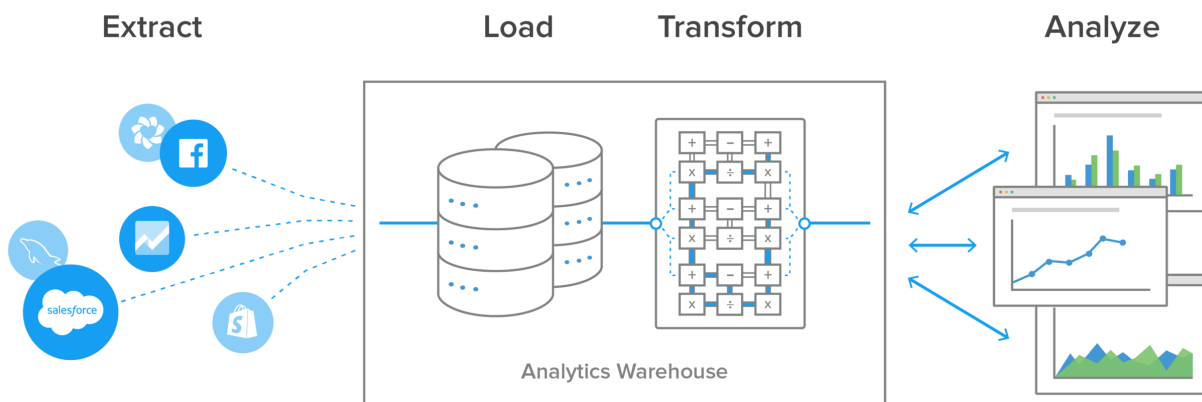 Extract
Load
Transform
Analyze
salesforce
+ − +
x ÷ x
+ − +
x ÷ x
+ − +
x ÷ x
Analytics Warehouse